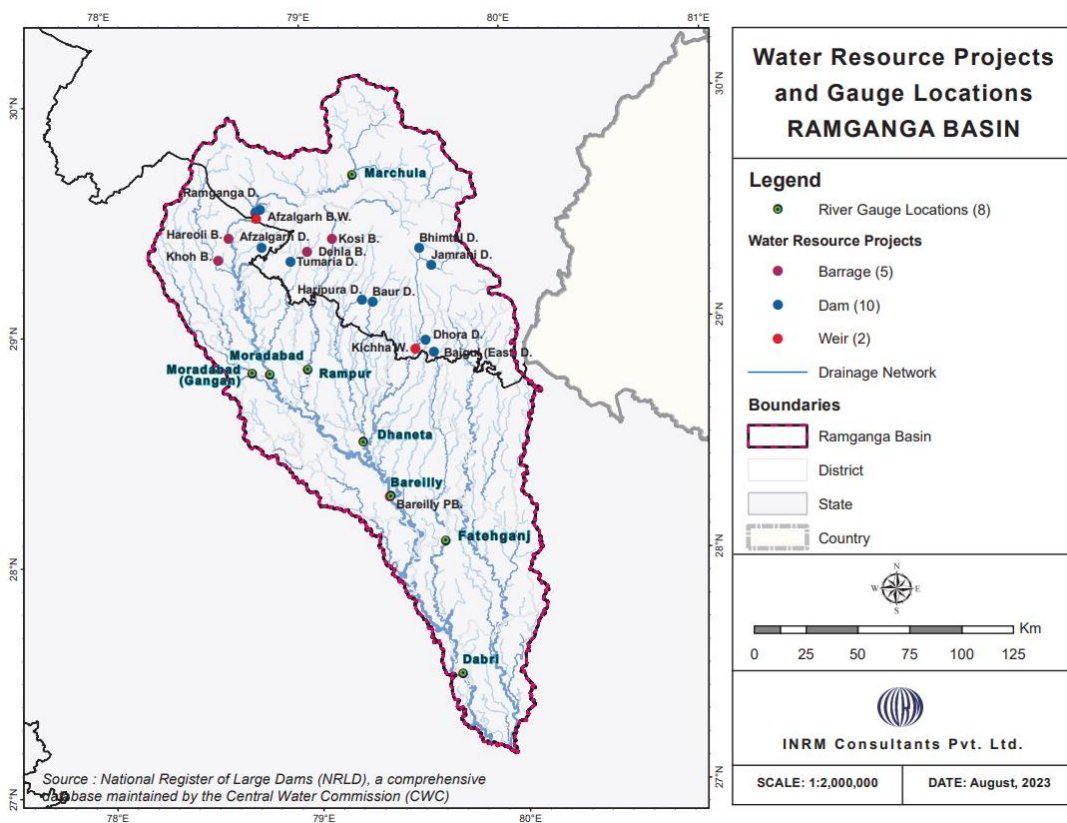 78°E
79°E
80°E
30°N
29°N
28°N
27°N
30°N
29°N
28°N
27°N
78°E
79°E
80°E
Marchula
Ramganga D.
Afzalgarh B.W.
Hareoli B.
Afzalgarh D.
Kosi B.
Bhimtal D.
Khoh B.
Dehla B.
Jamrani D.
Tumaria D.
Haripura D.
Baur D.
Dhora D.
Kichha W.
Baigul (East) D.
Moradabad
Moradabad
(Gangan)
Rampur
Dhaneta
Bareilly
Bareilly PB.
Fatehganj
Dabri
Source : National Register of Large Dams (NRLD), a comprehensive
database maintained by the Central Water Commission (CWC)
Water Resource Projects
and Gauge Locations
RAMGANGA BASIN
Legend
River Gauge Locations (8)
Water Resource Projects
Barrage (5)
Dam (10)
Weir (2)
Drainage Network
Boundaries
Ramganga Basin
District
State
Country
N
W E
S
Km
0 25 50 75 100 125
INRM Consultants Pvt. Ltd.
SCALE: 1:2,000,000
DATE: August, 2023